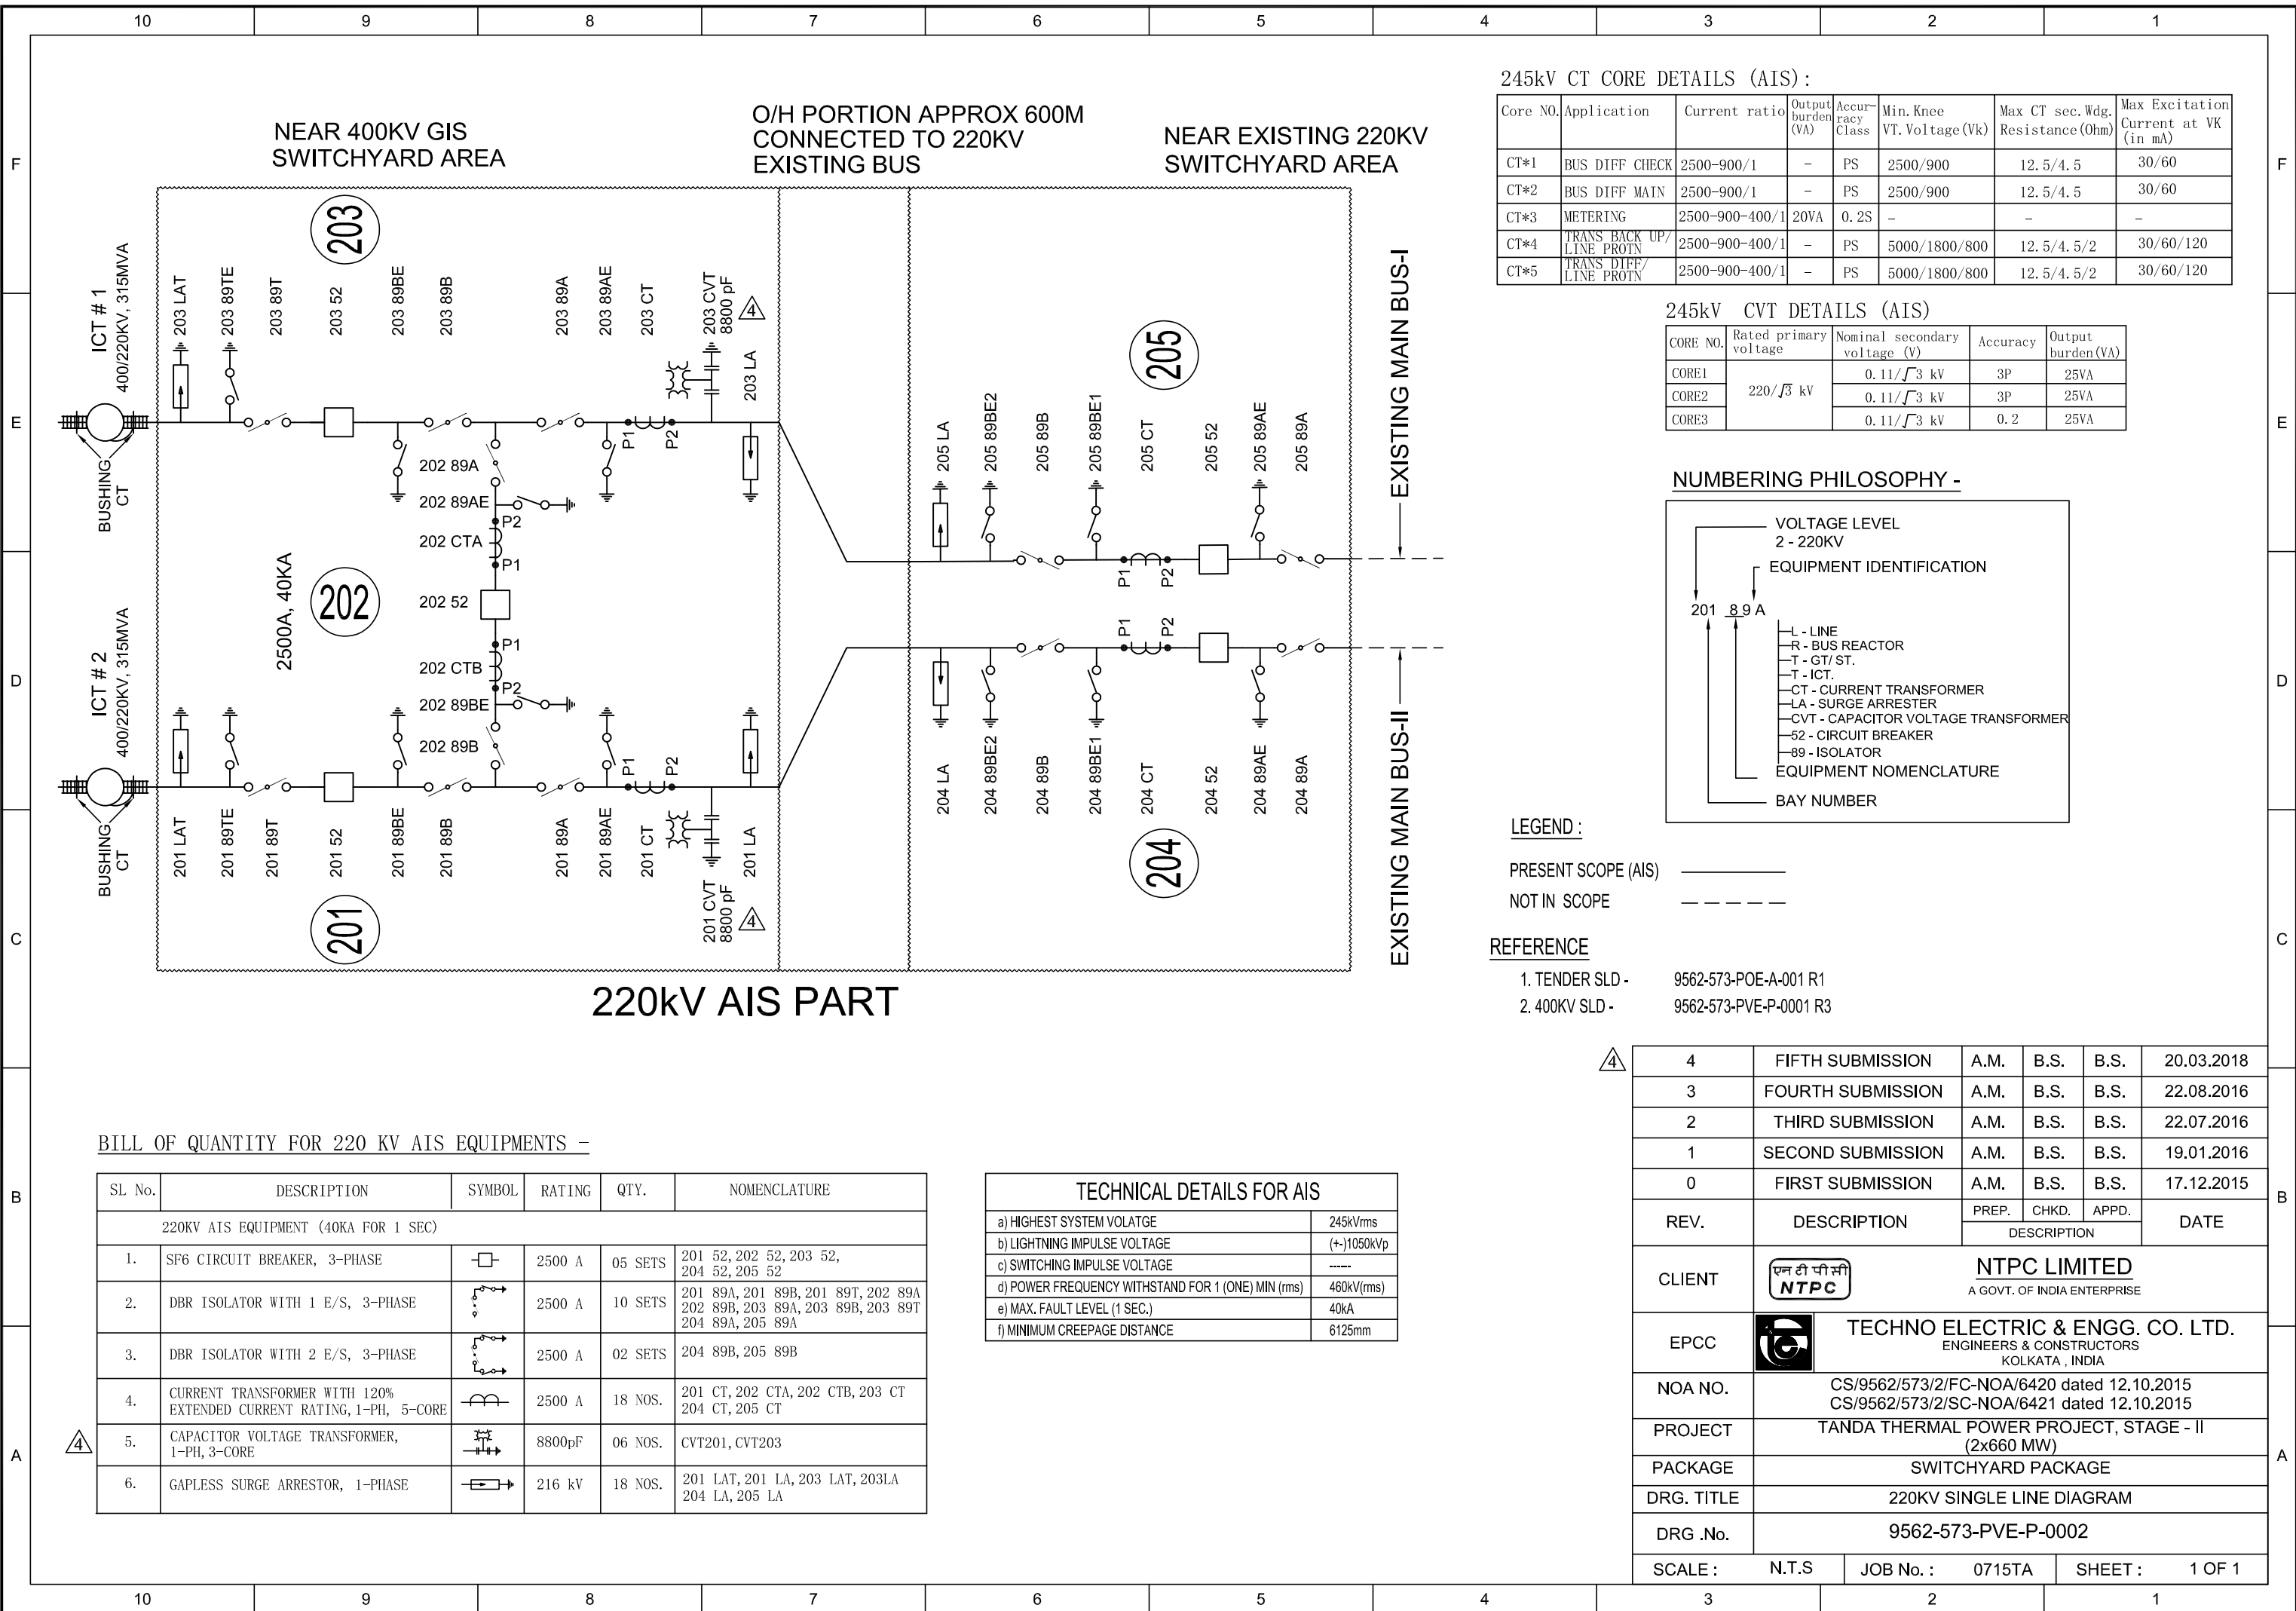 10 9 8 7 6 5 4 3 2 1
F
E
D
C
B
A
F
E
D
C
B
A
10 9 8 7 6 5 4 3 2 1
NEAR 400KV GIS
SWITCHYARD AREA
O/H PORTION APPROX 600M
CONNECTED TO 220KV
EXISTING BUS
NEAR EXISTING 220KV
SWITCHYARD AREA
203
ICT # 1
400/220KV, 315MVA
BUSHING
CT
203 LAT
203 89TE
203 89T
203 52
203 89BE
203 89B
203 89A
203 89AE
203 CT
203 CVT
8800 pF
4
203 LA
P1
P2
202 89A
202 89AE
P2
202 CTA
P1
2500A, 40KA
202
202 52
P1
202 CTB
P2
202 89BE
202 89B
ICT # 2
400/220KV, 315MVA
BUSHING
CT
P1
P2
201 LAT
201 89TE
201 89T
201 52
201 89BE
201 89B
201 89A
201 89AE
201 CT
201 CVT
8800 pF
4
201 LA
201
205
205 LA
205 89BE2
205 89B
205 89BE1
205 CT
205 52
205 89AE
205 89A
P1
P2
P1
P2
204 LA
204 89BE2
204 89B
204 89BE1
204 CT
204 52
204 89AE
204 89A
204
EXISTING MAIN BUS-I
EXISTING MAIN BUS-II
220kV AIS PART
245kV CT CORE DETAILS (AIS):
Core NO. Application Current ratio Output burden (VA) Accur-racy Class Min. Knee VT. Voltage(Vk) Max CT sec. Wdg. Resistance(Ohm) Max Excitation Current at VK (in mA)
CT*1 BUS DIFF CHECK 2500-900/1 - PS 2500/900 12.5/4.5 30/60
CT*2 BUS DIFF MAIN 2500-900/1 - PS 2500/900 12.5/4.5 30/60
CT*3 METERING 2500-900-400/1 20VA 0.2S - - -
CT*4 TRANS BACK UP/ LINE PROTN 2500-900-400/1 - PS 5000/1800/800 12.5/4.5/2 30/60/120
CT*5 TRANS DIFF/ LINE PROTN 2500-900-400/1 - PS 5000/1800/800 12.5/4.5/2 30/60/120
245kV CVT DETAILS (AIS)
CORE NO. Rated primary voltage Nominal secondary voltage (V) Accuracy Output burden(VA)
CORE1 220/√3 kV 0.11/√3 kV 3P 25VA
CORE2 0.11/√3 kV 3P 25VA
CORE3 0.11/√3 kV 0.2 25VA
NUMBERING PHILOSOPHY -
VOLTAGE LEVEL
2 - 220KV
EQUIPMENT IDENTIFICATION
201 89A
L - LINE
R - BUS REACTOR
T - GT/ ST.
T - ICT.
CT - CURRENT TRANSFORMER
LA - SURGE ARRESTER
CVT - CAPACITOR VOLTAGE TRANSFORMER
52 - CIRCUIT BREAKER
89 - ISOLATOR
EQUIPMENT NOMENCLATURE
BAY NUMBER
LEGEND :
PRESENT SCOPE (AIS)
NOT IN SCOPE
REFERENCE
1. TENDER SLD - 9562-573-POE-A-001 R1
2. 400KV SLD - 9562-573-PVE-P-0001 R3
BILL OF QUANTITY FOR 220 KV AIS EQUIPMENTS -
SL No. DESCRIPTION SYMBOL RATING QTY. NOMENCLATURE
220KV AIS EQUIPMENT (40KA FOR 1 SEC)
1. SF6 CIRCUIT BREAKER, 3-PHASE 2500 A 05 SETS 201 52,202 52,203 52,
204 52,205 52
2. DBR ISOLATOR WITH 1 E/S, 3-PHASE 2500 A 10 SETS 201 89A,201 89B,201 89T,202 89A
202 89B,203 89A,203 89B,203 89T
204 89A,205 89A
3. DBR ISOLATOR WITH 2 E/S, 3-PHASE 2500 A 02 SETS 204 89B,205 89B
4. CURRENT TRANSFORMER WITH 120%
EXTENDED CURRENT RATING,1-PH, 5-CORE 2500 A 18 NOS. 201 CT,202 CTA,202 CTB,203 CT
204 CT,205 CT
4
5. CAPACITOR VOLTAGE TRANSFORMER,
1-PH,3-CORE 8800pF 06 NOS. CVT201,CVT203
6. GAPLESS SURGE ARRESTOR, 1-PHASE 216 kV 18 NOS. 201 LAT,201 LA,203 LAT,203LA
204 LA,205 LA
TECHNICAL DETAILS FOR AIS
a) HIGHEST SYSTEM VOLATGE 245kVrms
b) LIGHTNING IMPULSE VOLTAGE (+-)1050kVp
c) SWITCHING IMPULSE VOLTAGE -----
d) POWER FREQUENCY WITHSTAND FOR 1 (ONE) MIN (rms) 460kV(rms)
e) MAX. FAULT LEVEL (1 SEC.) 40kA
f) MINIMUM CREEPAGE DISTANCE 6125mm
4
4 FIFTH SUBMISSION A.M. B.S. B.S. 20.03.2018
3 FOURTH SUBMISSION A.M. B.S. B.S. 22.08.2016
2 THIRD SUBMISSION A.M. B.S. B.S. 22.07.2016
1 SECOND SUBMISSION A.M. B.S. B.S. 19.01.2016
0 FIRST SUBMISSION A.M. B.S. B.S. 17.12.2015
REV. DESCRIPTION PREP. CHKD. APPD. DATE
DESCRIPTION
CLIENT एनटीपीसी NTPC NTPC LIMITED
A GOVT. OF INDIA ENTERPRISE
EPCC te TECHNO ELECTRIC & ENGG. CO. LTD.
ENGINEERS & CONSTRUCTORS
KOLKATA , INDIA
NOA NO. CS/9562/573/2/FC-NOA/6420 dated 12.10.2015
CS/9562/573/2/SC-NOA/6421 dated 12.10.2015
PROJECT TANDA THERMAL POWER PROJECT, STAGE - II
(2x660 MW)
PACKAGE SWITCHYARD PACKAGE
DRG. TITLE 220KV SINGLE LINE DIAGRAM
DRG .No. 9562-573-PVE-P-0002
SCALE : N.T.S JOB No. : 0715TA SHEET : 1 OF 1